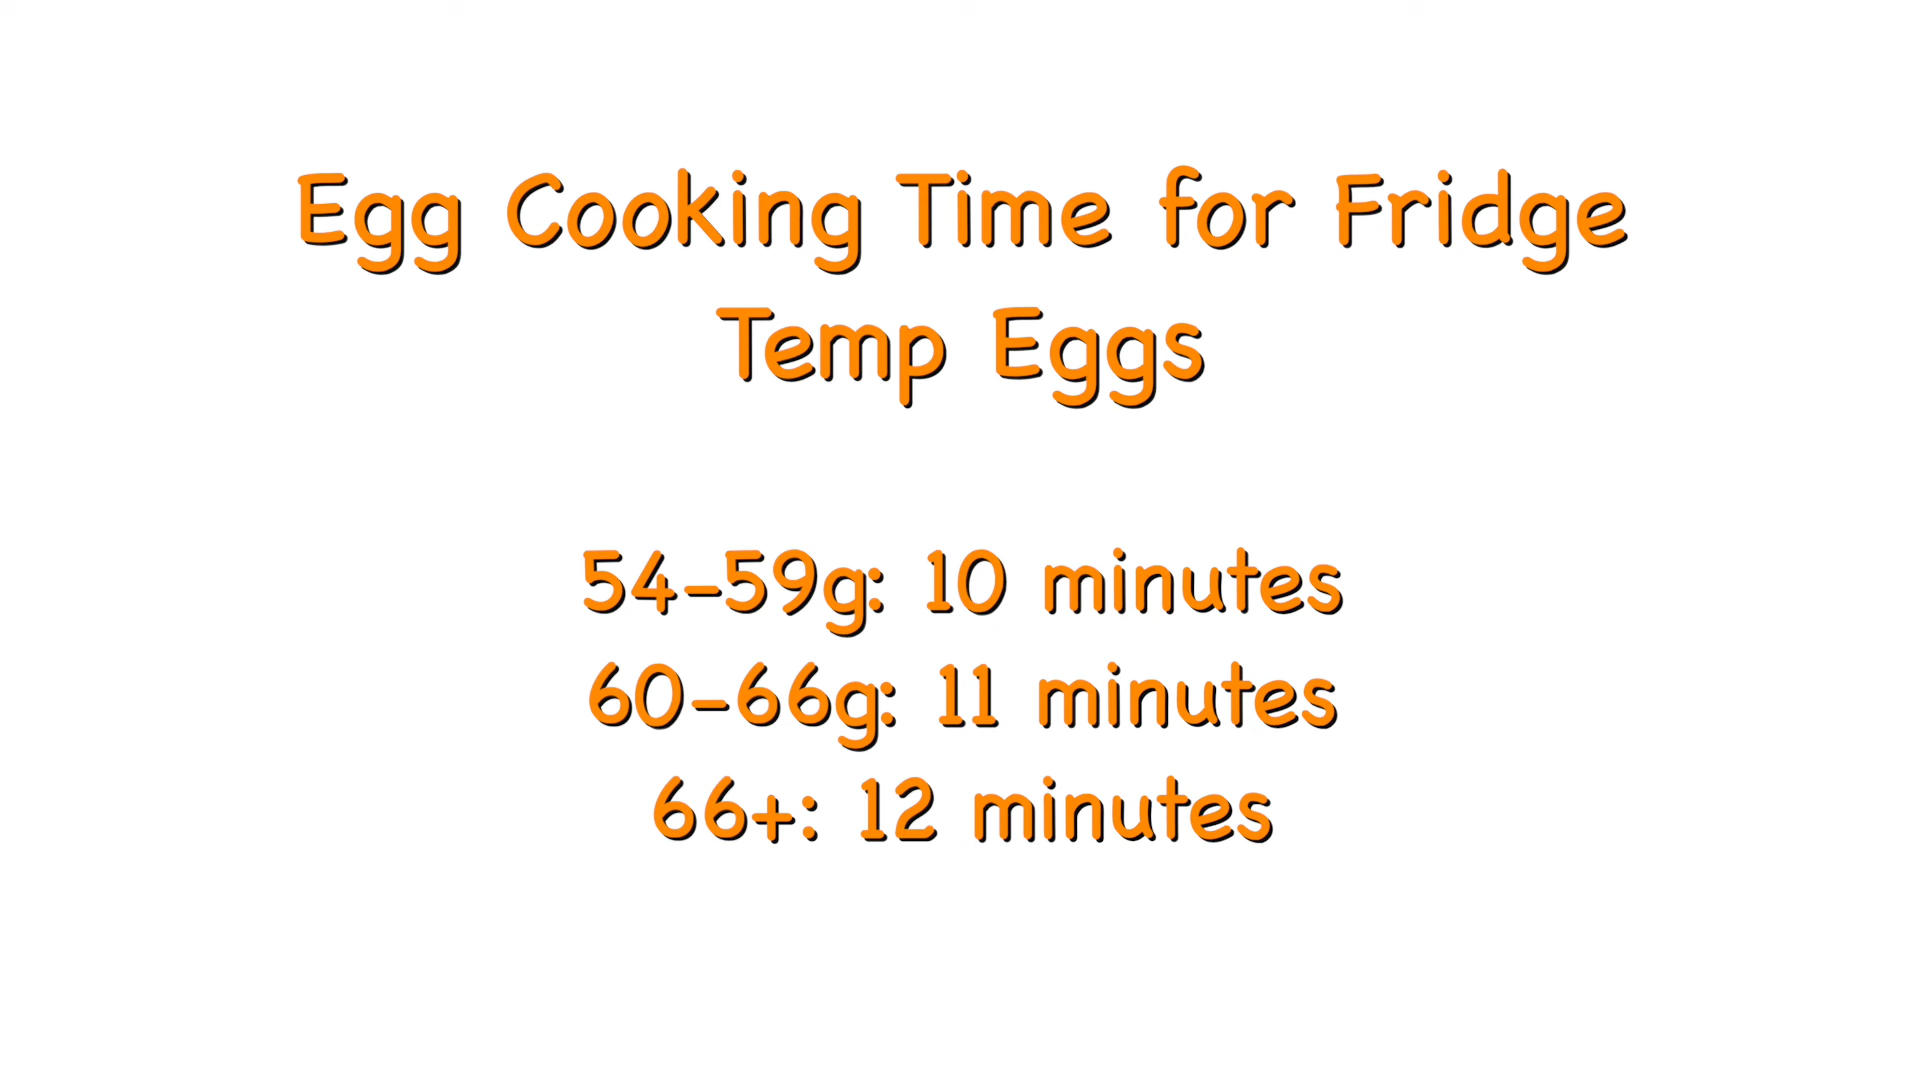 Egg Cooking Time for Fridge
Temp Eggs
54-59g: 10 minutes
60-66g: 11 minutes
66+: 12 minutes